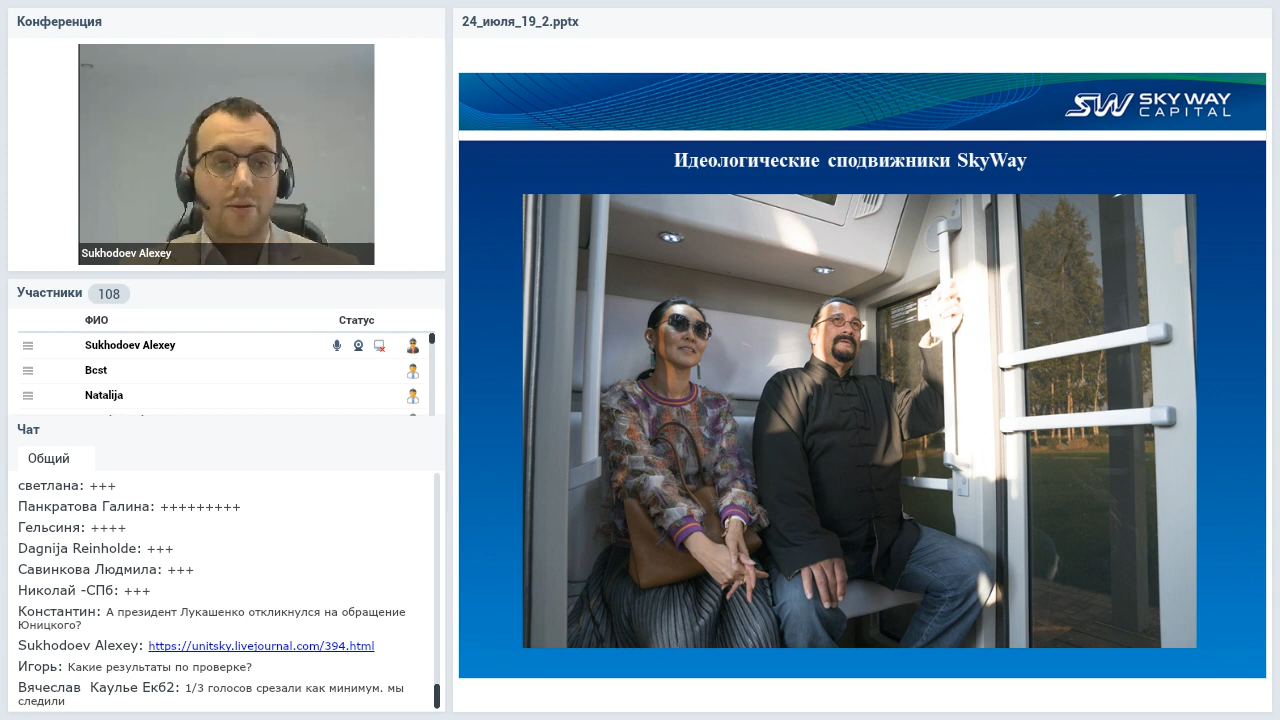 Конференция
Sukhodoev Alexey
Участники 108
ФИО Статус
Sukhodoev Alexey
Bcst
Natalija
Чат
Общий
светлана: +++
Панкратова Галина: +++++++++
Гельсиня: ++++
Dagnija Reinholde: +++
Савинкова Людмила: +++
Николай -СПб: +++
Константин: А президент Лукашенко откликнулся на обращение
Юницкого?
Sukhodoev Alexey: https://unitsky.livejournal.com/394.html
Игорь: Какие результаты по проверке?
Вячеслав Каулье Екб2: 1/3 голосов срезали как минимум. мы
следили
24_июля_19_2.pptx
SW SKY WAY
CAPITAL
Идеологические сподвижники SkyWay